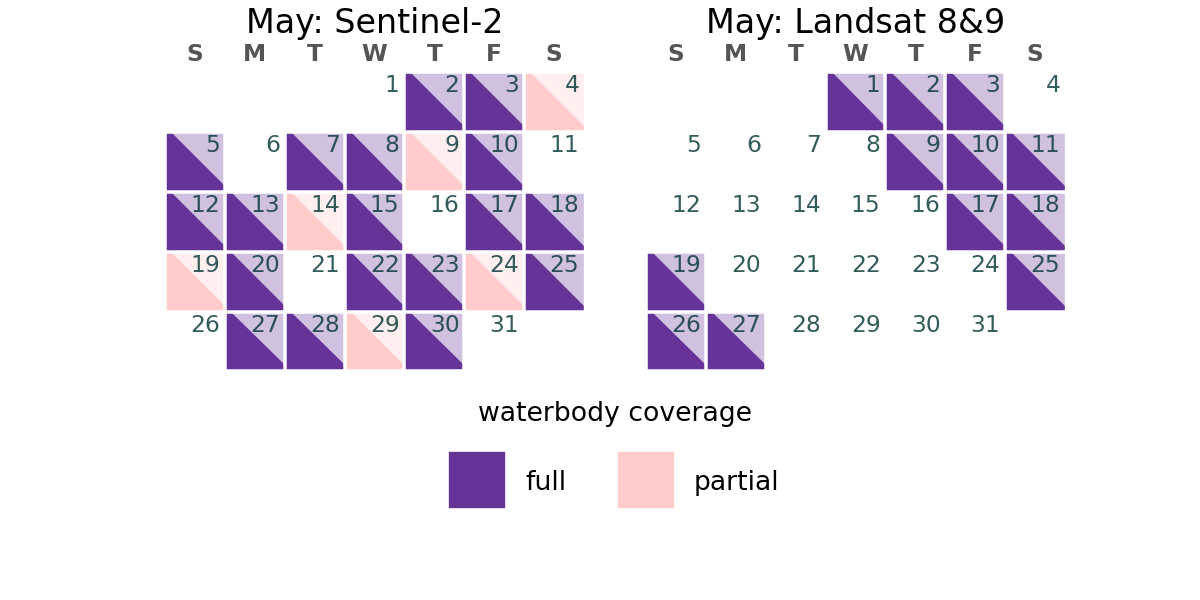 May: Sentinel-2
S M T W T F S
1 2 3 4
5 6 7 8 9 10 11
12 13 14 15 16 17 18
19 20 21 22 23 24 25
26 27 28 29 30 31
May: Landsat 8&9
S M T W T F S
1 2 3 4
5 6 7 8 9 10 11
12 13 14 15 16 17 18
19 20 21 22 23 24 25
26 27 28 29 30 31
waterbody coverage
full partial